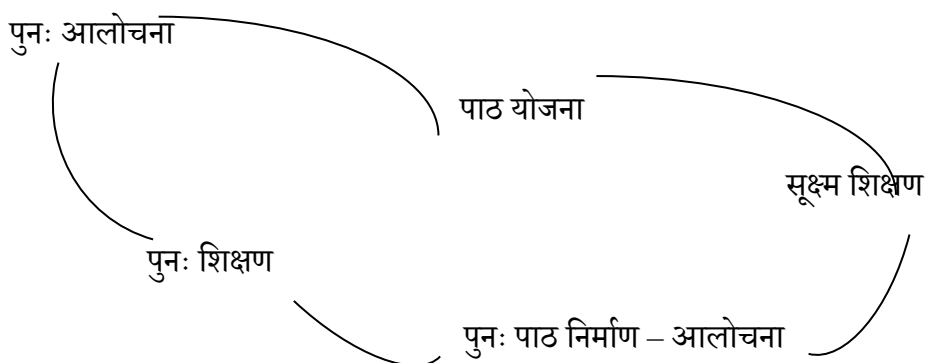 पुनः आलोचना
पाठ योजना
सूक्ष्म शिक्षण
पुनः शिक्षण
पुनः पाठ निर्माण – आलोचना